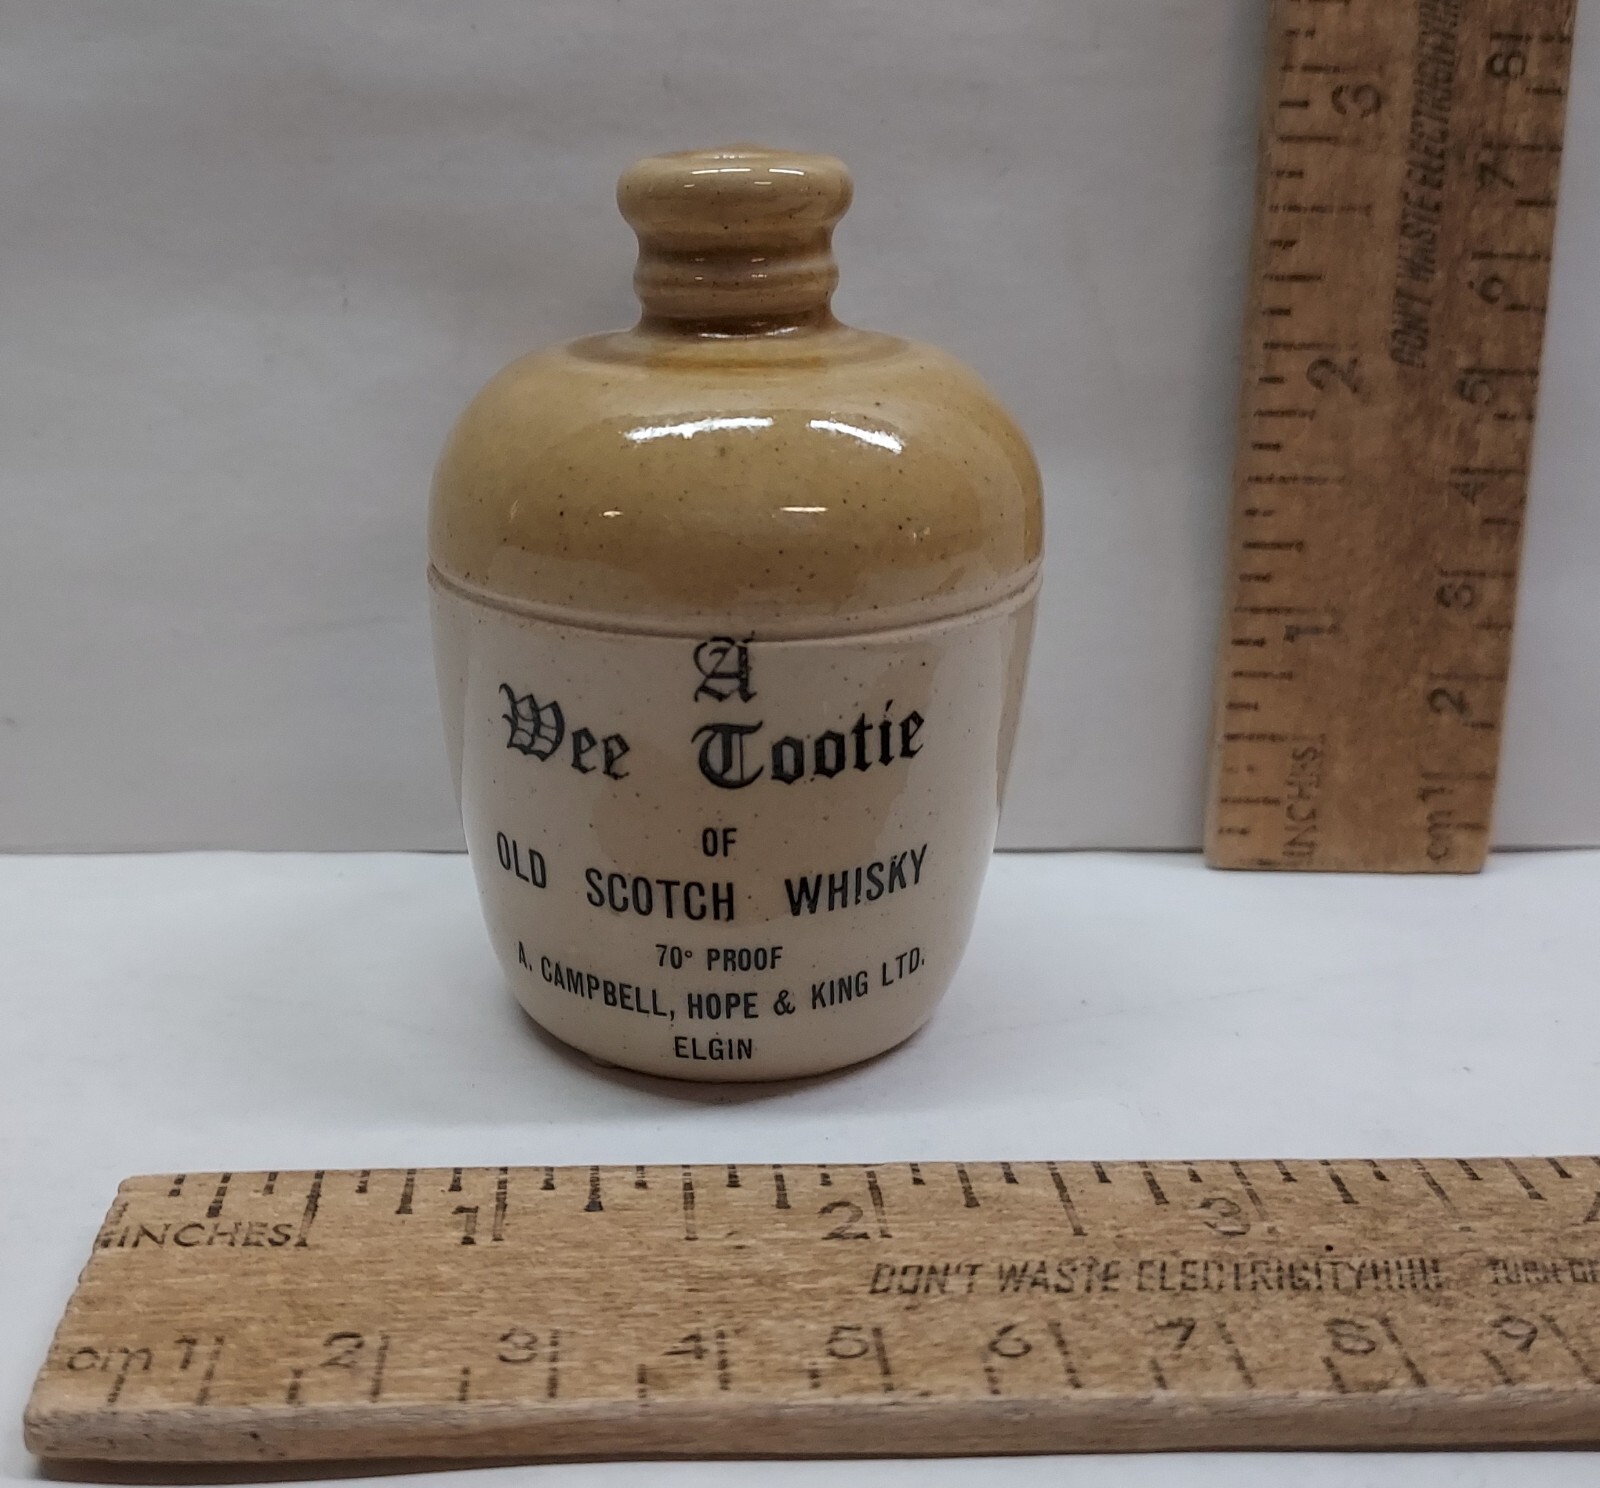 A
Wee Tootie
OF
OLD SCOTCH WHISKY
70° PROOF
A. CAMPBELL, HOPE & KING LTD.
ELGIN
INCHES 1 2 3
DON'T WASTE ELECTRICITY!!!!!
cm 1 2 3 4 5 6 7 8
INCHES 1 2 3
DON'T WASTE ELECTRIGITY!!!!!! TURN
cm 1 2 3 4 5 6 7 8 9